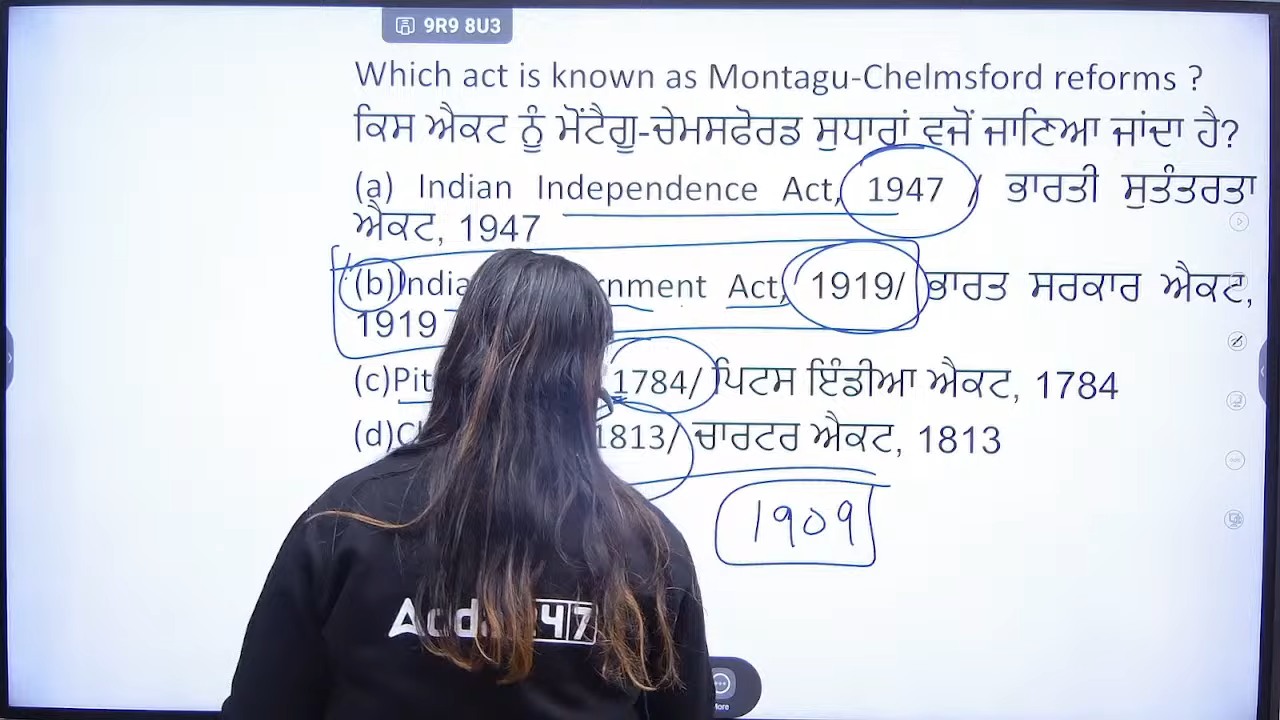 9R9 8U3
Which act is known as Montagu-Chelmsford reforms ?
ਕਿਸ ਐਕਟ ਨੂੰ ਮੋਂਟੈਗੂ-ਚੇਮਸਫੋਰਡ ਸੁਧਾਰਾਂ ਵਜੋਂ ਜਾਣਿਆ ਜਾਂਦਾ ਹੈ?
(a) Indian Independence Act, 1947 / ਭਾਰਤੀ ਸੁਤੰਤਰਤਾ
ਐਕਟ, 1947
(b) Act, 1919/ ਭਾਰਤ ਸਰਕਾਰ ਐਕਟ,
1919
(c) 1784/ ਪਿਟਸ ਇੰਡੀਆ ਐਕਟ, 1784
(d) 1813/ ਚਾਰਟਰ ਐਕਟ, 1813
1909
More